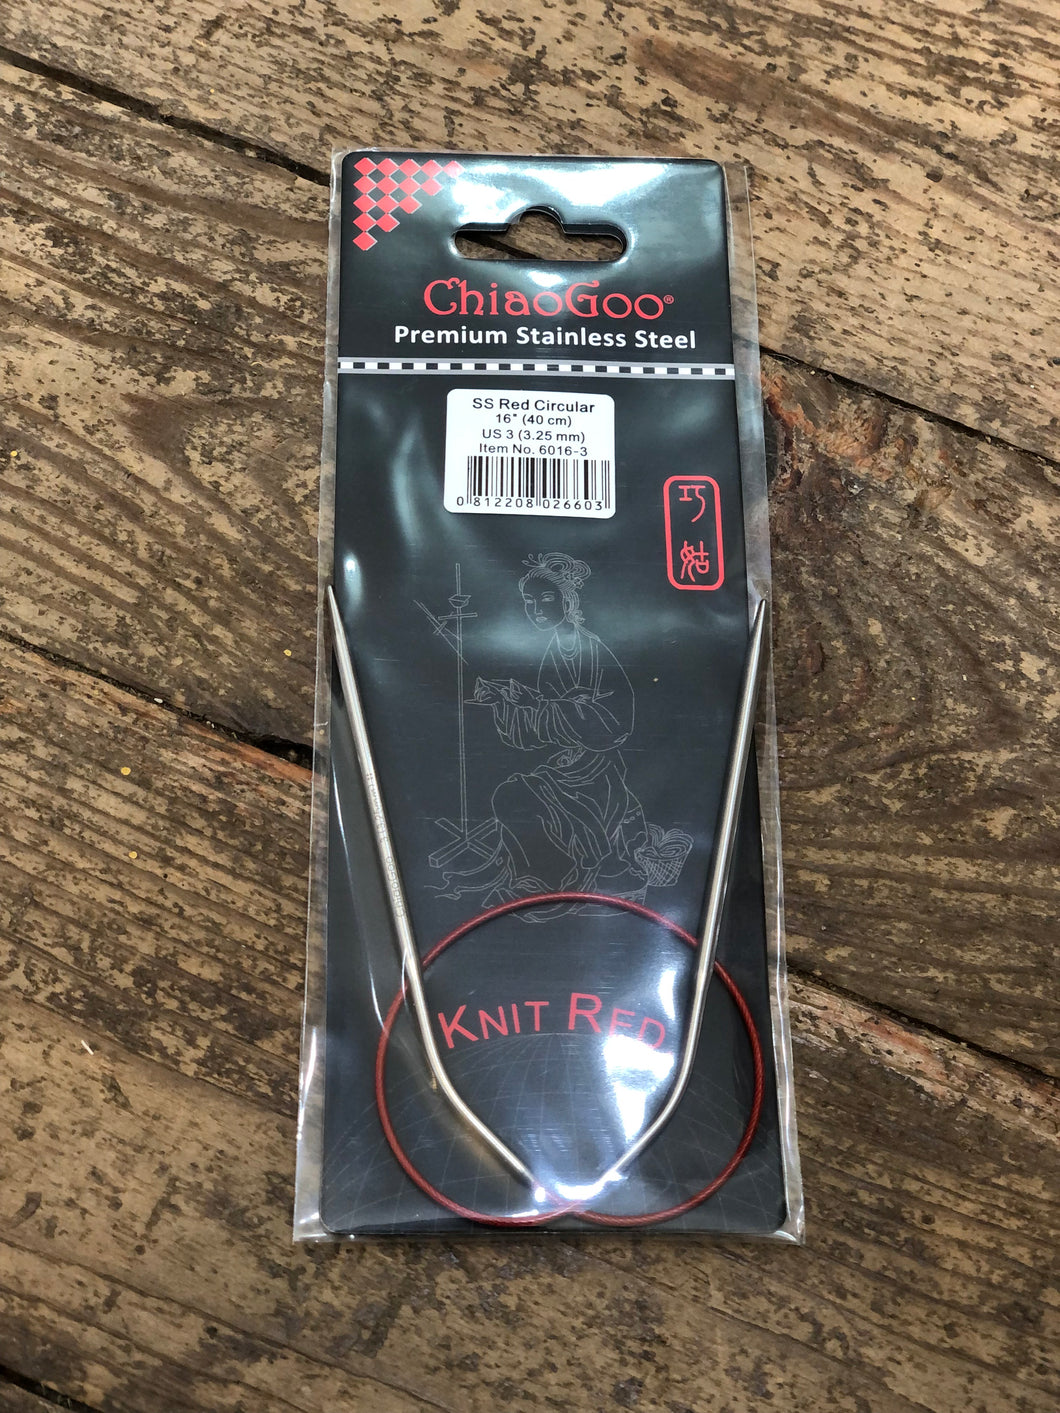 ChiaoGoo®
Premium Stainless Steel
SS Red Circular
16" (40 cm)
US 3 (3.25 mm)
Item No. 6016-3
0 812208 026603
巧
姑
KNIT RED